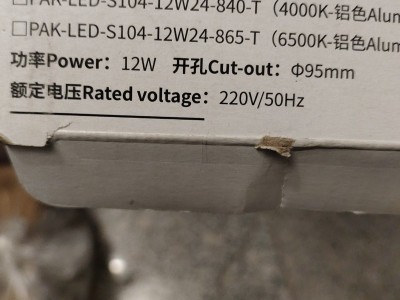 □PAK-LED-S104-12W24-840-T（4000K-铝色Alum
□PAK-LED-S104-12W24-865-T（6500K-铝色Alum
功率Power：12W 开孔Cut-out：Φ95mm
额定电压Rated voltage：220V/50Hz